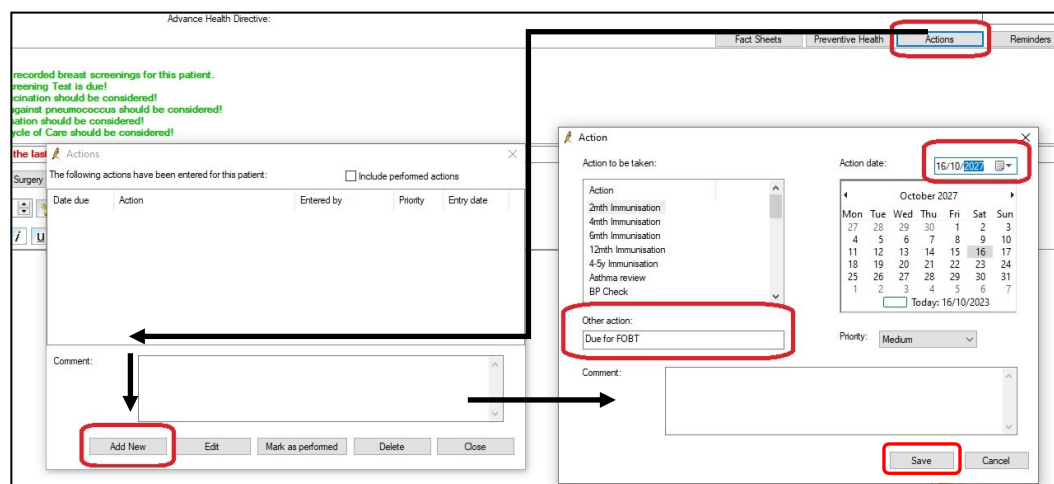 Advance Health Directive:
Fact Sheets Preventive Health Actions Reminders
recorded breast screenings for this patient.
reening Test is due!
ccination should be considered!
against pneumococcus should be considered!
sation should be considered!
ycle of Care should be considered!
the las
Surgery
i U
Actions
The following actions have been entered for this patient:
Include performed actions
Date due Action Entered by Priority Entry date
Comment:
Add New Edit Mark as performed Delete Close
Action
Action to be taken:
Action
2mth Immunisation
4mth Immunisation
6mth Immunisation
12mth Immunisation
4-5y Immunisation
Asthma review
BP Check
Other action:
Due for FOBT
Action date:
16/10/2027
October 2027
Mon Tue Wed Thu Fri Sat Sun
27 28 29 30 1 2 3
4 5 6 7 8 9 10
11 12 13 14 15 16 17
18 19 20 21 22 23 24
25 26 27 28 29 30 31
1 2 3 4 5 6 7
Today: 16/10/2023
Priority: Medium
Comment:
Save Cancel